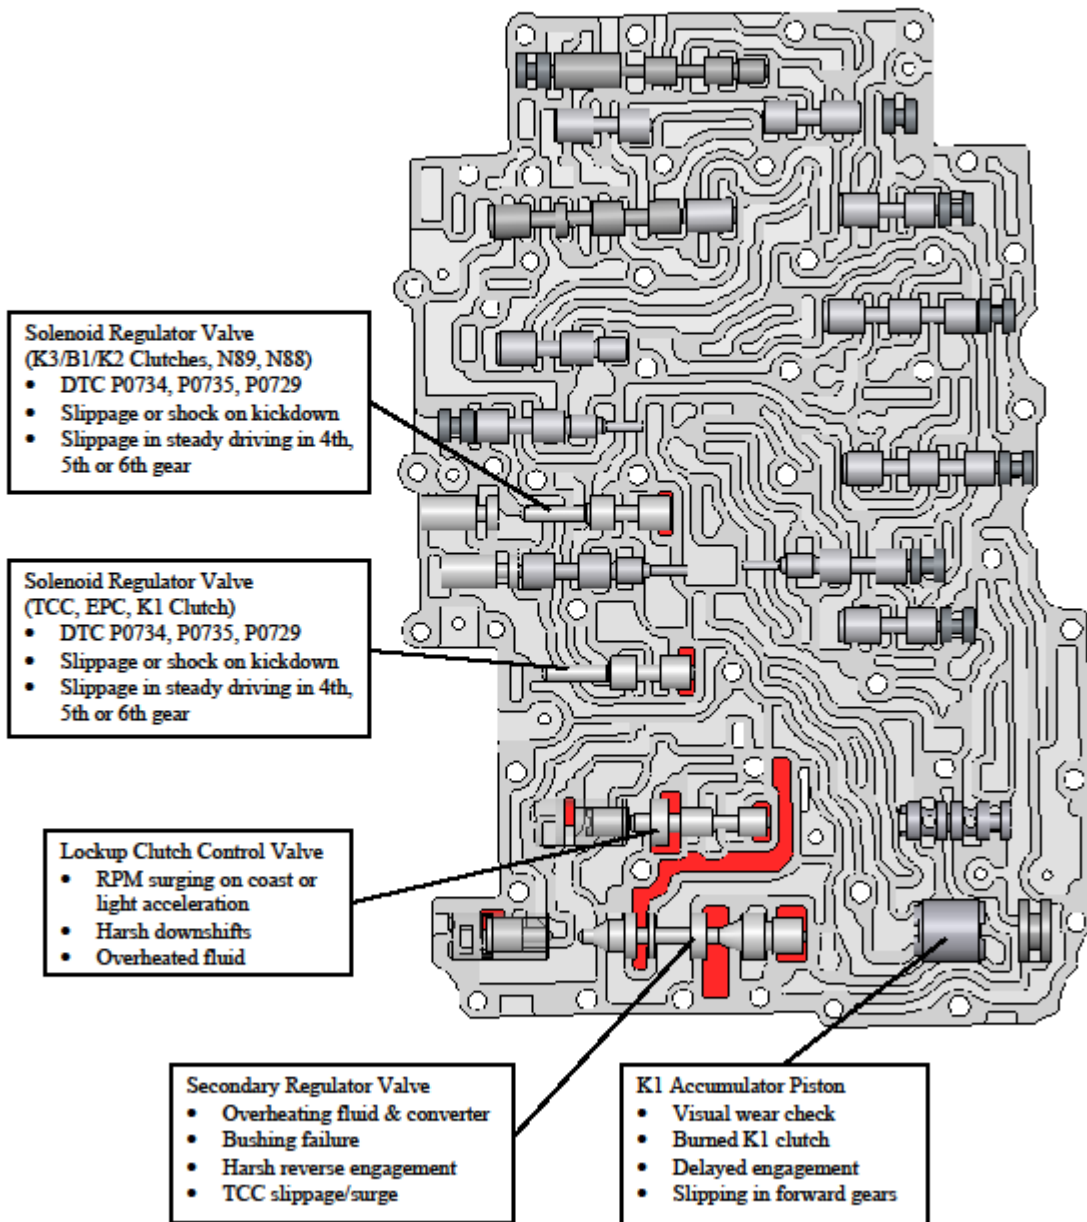 Solenoid Regulator Valve
(K3/B1/K2 Clutches, N89, N88)
• DTC P0734, P0735, P0729
• Slippage or shock on kickdown
• Slippage in steady driving in 4th,
5th or 6th gear
Solenoid Regulator Valve
(TCC, EPC, K1 Clutch)
• DTC P0734, P0735, P0729
• Slippage or shock on kickdown
• Slippage in steady driving in 4th,
5th or 6th gear
Lockup Clutch Control Valve
• RPM surging on coast or
light acceleration
• Harsh downshifts
• Overheated fluid
Secondary Regulator Valve
• Overheating fluid & converter
• Bushing failure
• Harsh reverse engagement
• TCC slippage/surge
K1 Accumulator Piston
• Visual wear check
• Burned K1 clutch
• Delayed engagement
• Slipping in forward gears